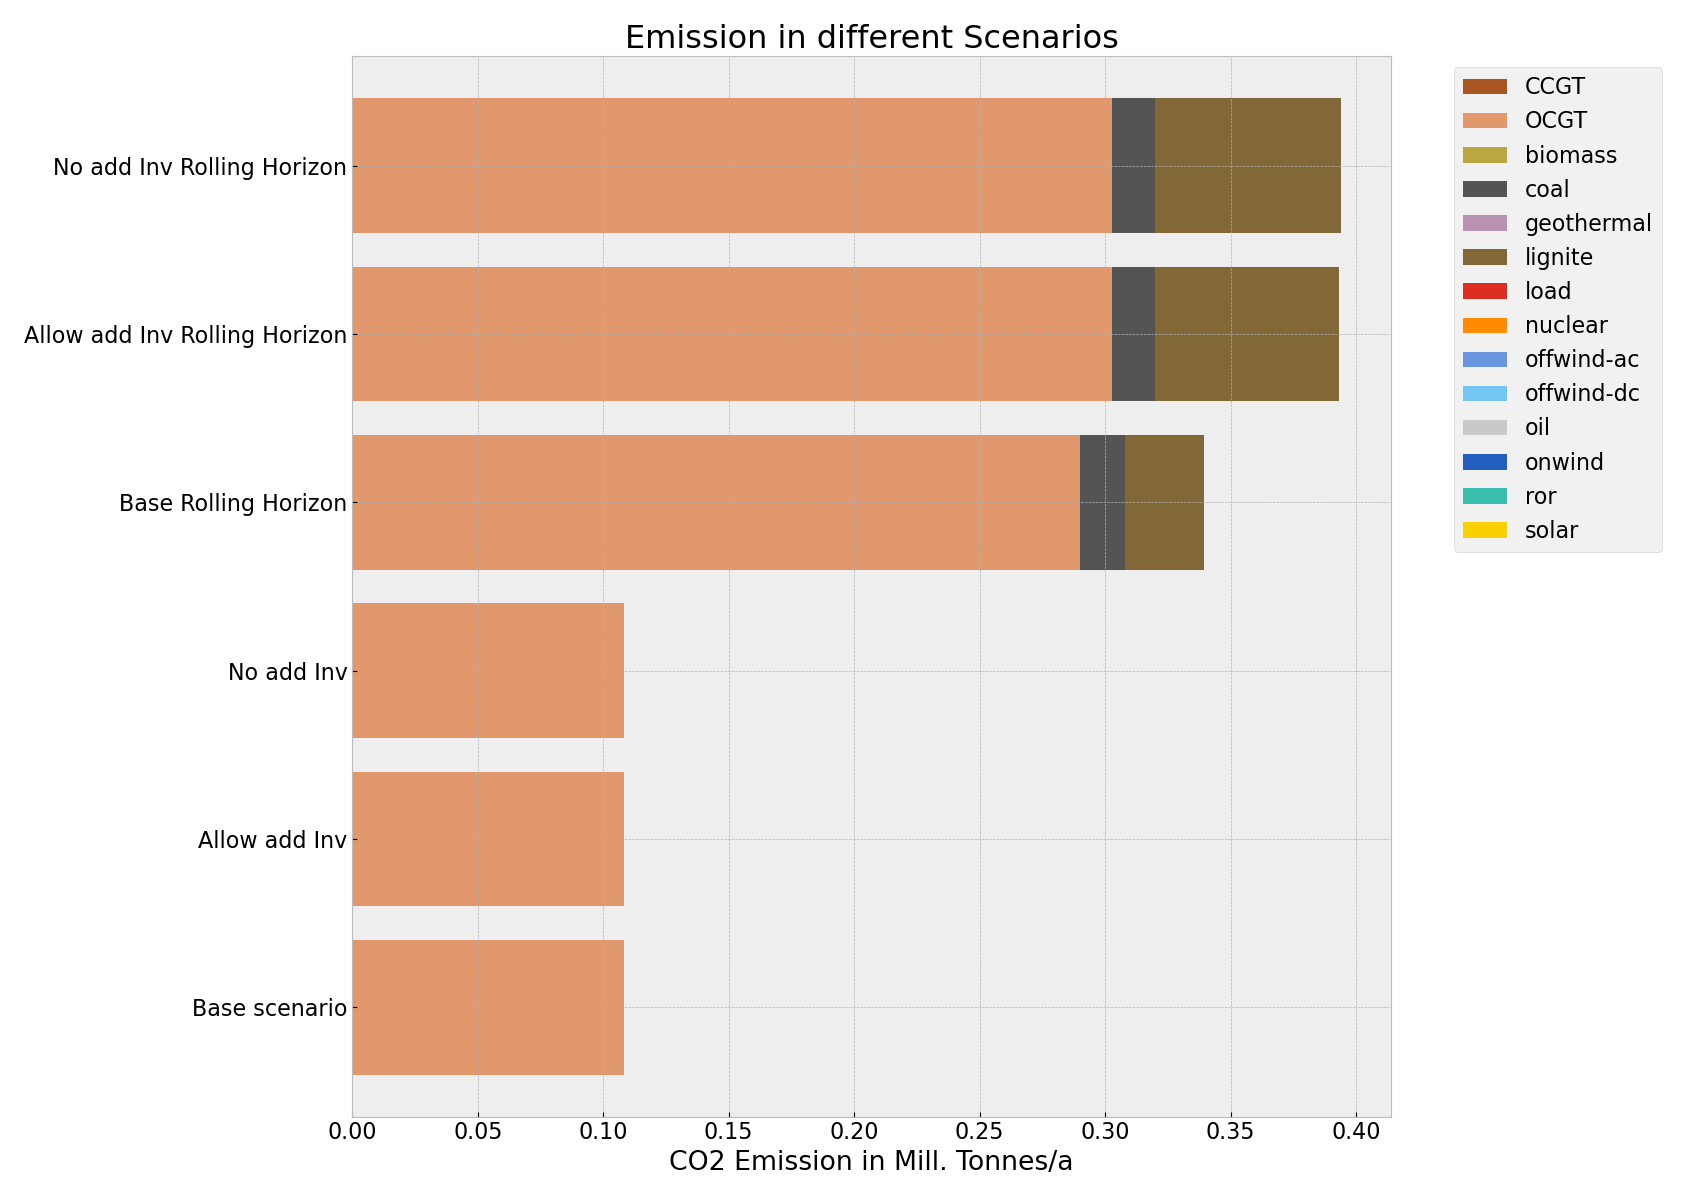 Emission in different Scenarios
No add Inv Rolling Horizon
Allow add Inv Rolling Horizon
Base Rolling Horizon
No add Inv
Allow add Inv
Base scenario
0.00 0.05 0.10 0.15 0.20 0.25 0.30 0.35 0.40
CO2 Emission in Mill. Tonnes/a
CCGT
OCGT
biomass
coal
geothermal
lignite
load
nuclear
offwind-ac
offwind-dc
oil
onwind
ror
solar